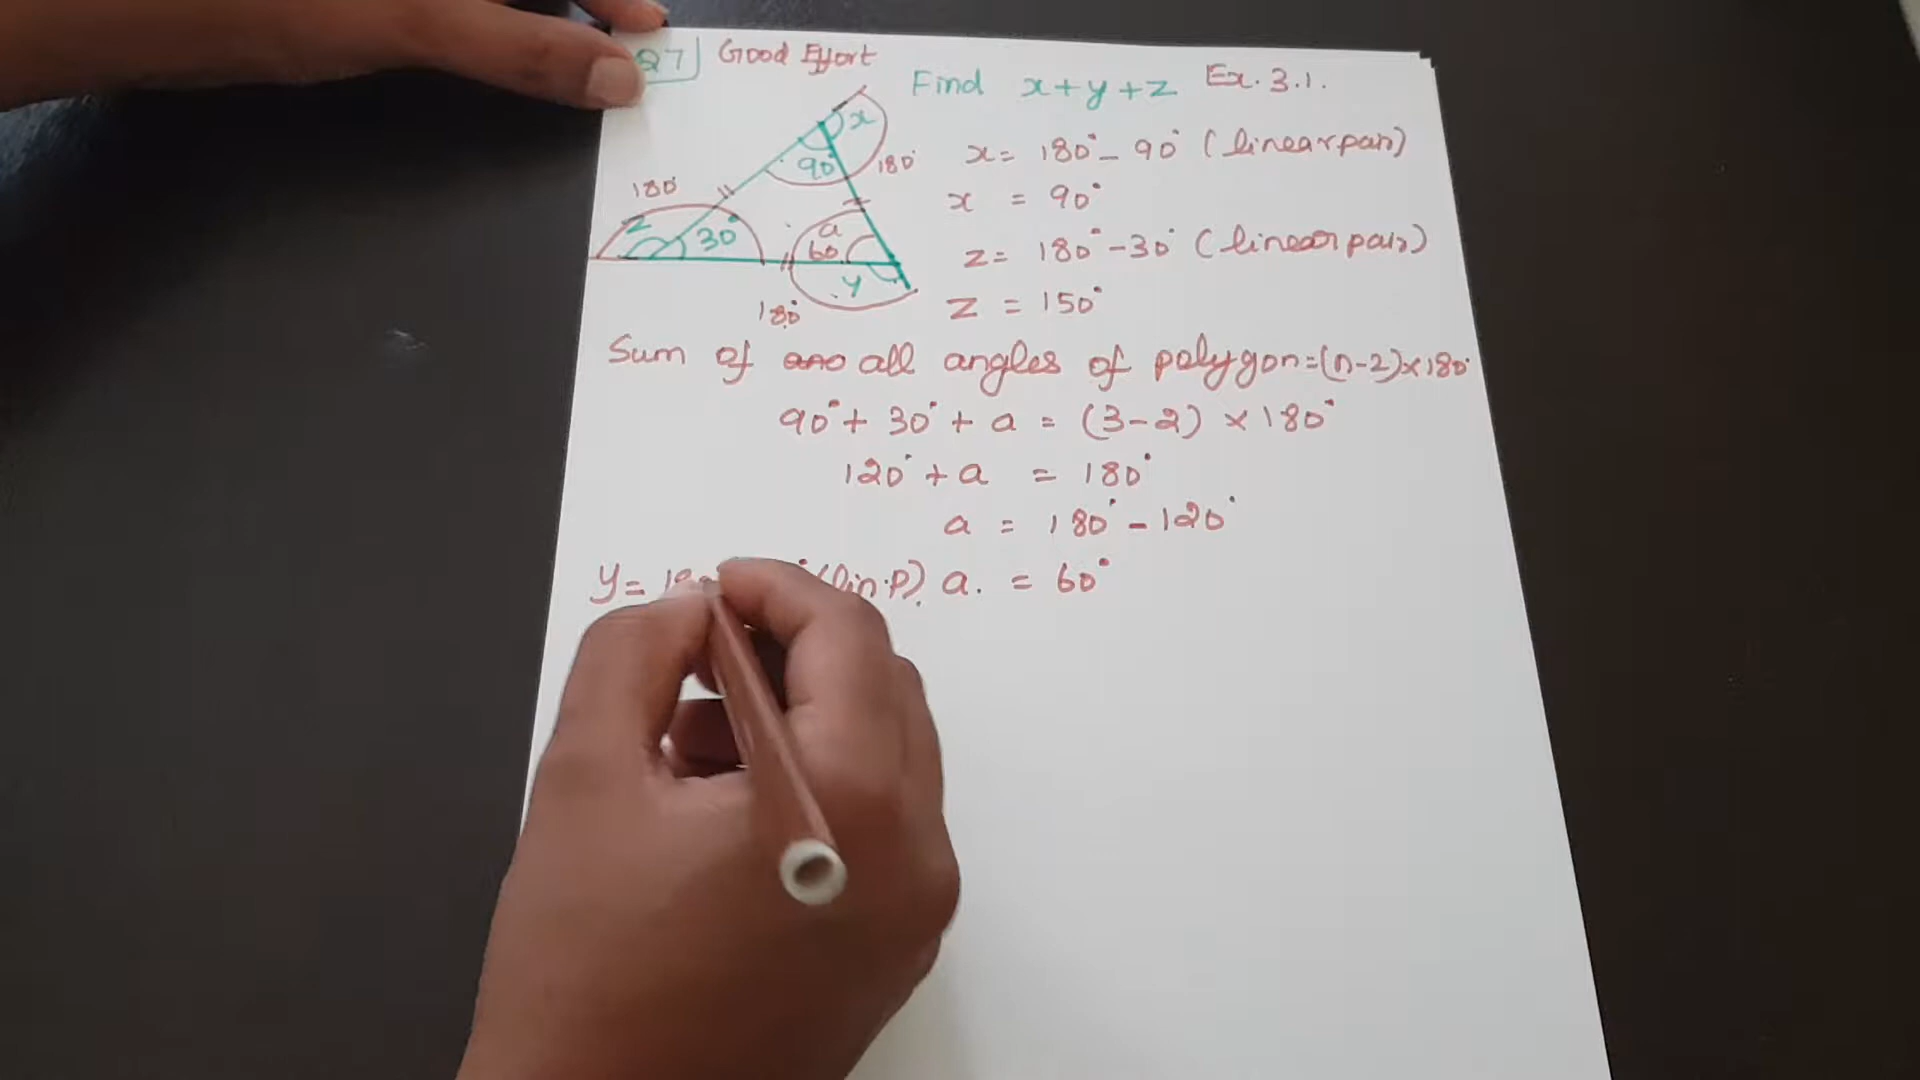 Q7 Good Effort
Find x+y+z Ex. 3.1.
x
90°
180°
180°
z
30°
a
60
y
180°
x = 180° - 90° (linear pair)
x = 90°
z = 180° - 30° (linear pair)
z = 150°
Sum of all angles of polygon = (n-2)×180°
90° + 30° + a = (3-2) × 180°
120° + a = 180°
a = 180° - 120°
y = (lin.P). a. = 60°